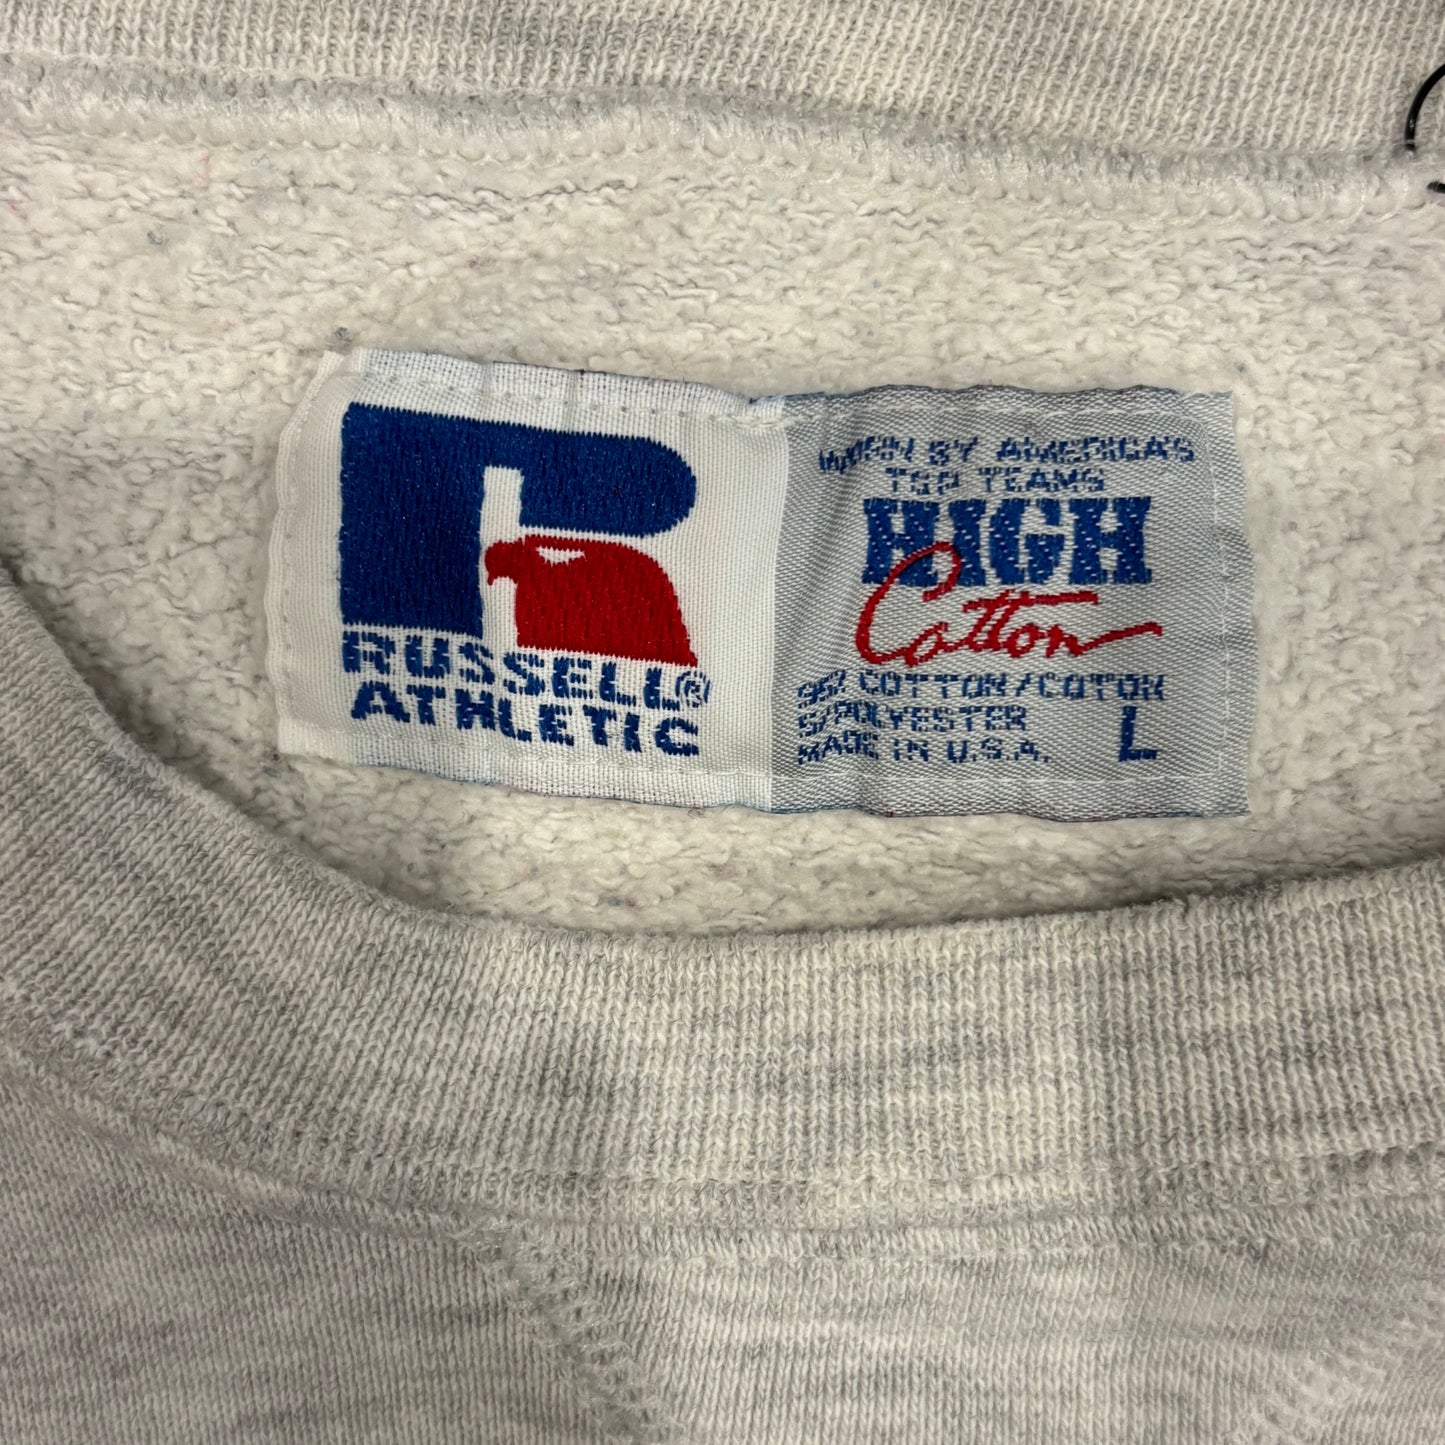 RUSSELL®
ATHLETIC
WORN BY AMERICA'S
TOP TEAMS
HIGH
Cotton
95% COTTON/COTON
5/POLYESTER
MADE IN U.S.A.
L